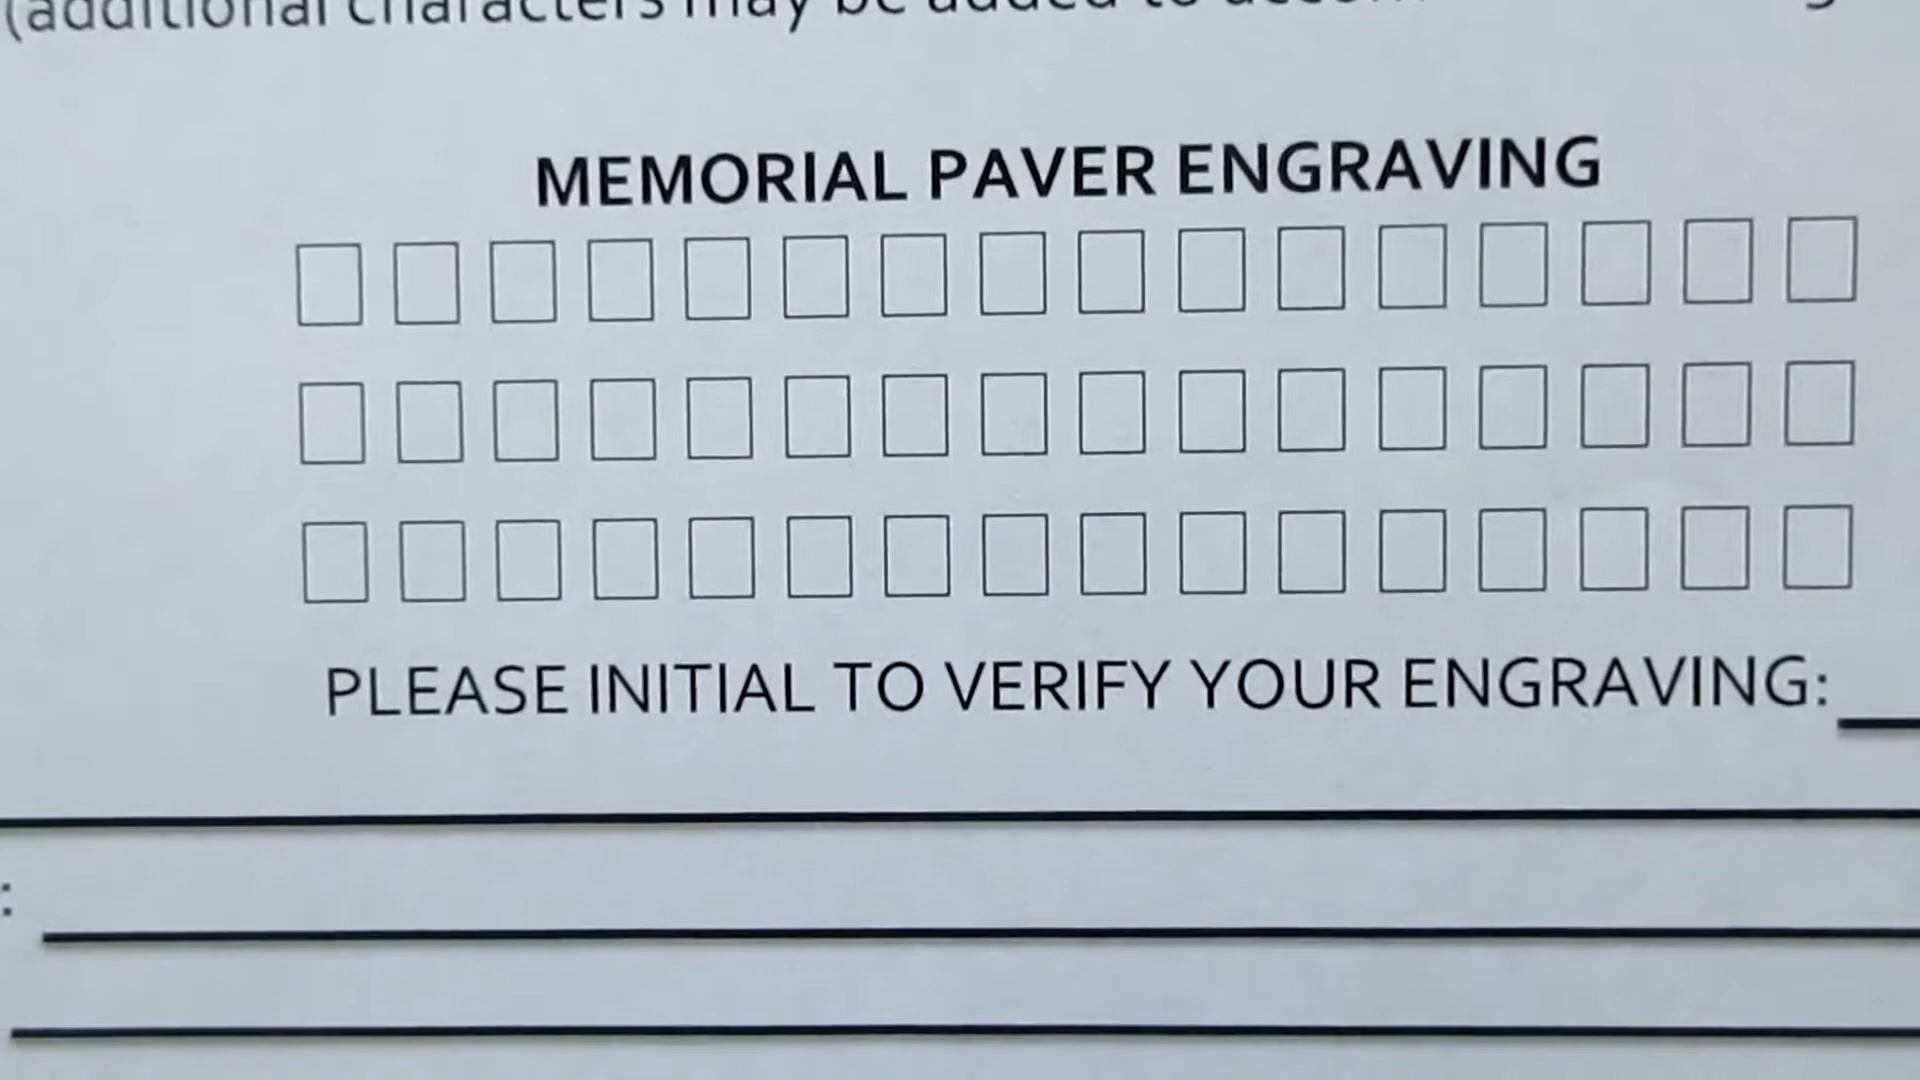 (additional characters may be added to
MEMORIAL PAVER ENGRAVING
PLEASE INITIAL TO VERIFY YOUR ENGRAVING:
: